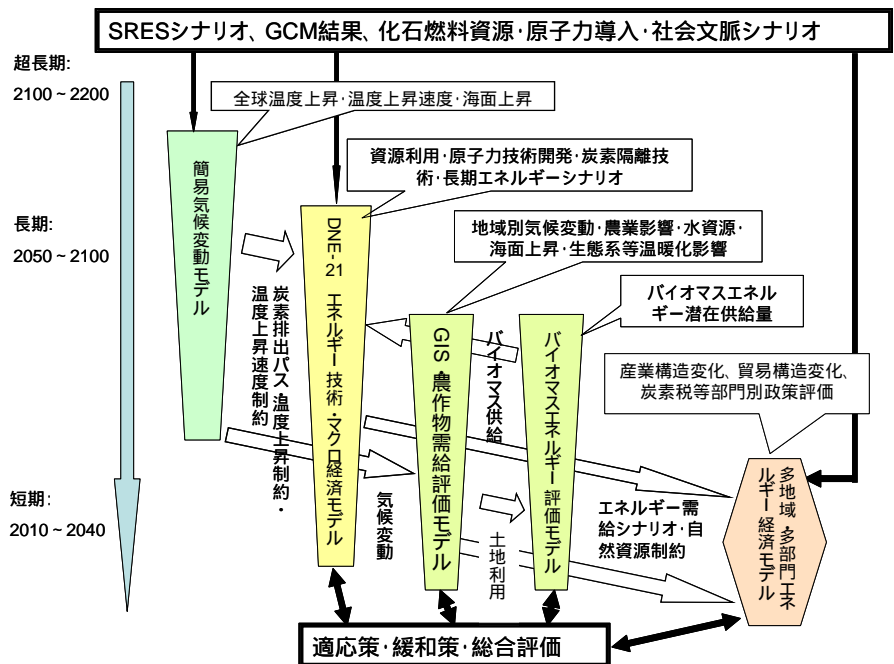 SRESシナリオ、GCM結果、化石燃料資源・原子力導入・社会文脈シナリオ
超長期:
2100～2200
全球温度上昇・温度上昇速度・海面上昇
簡易気候変動モデル
資源利用・原子力技術開発・炭素隔離技
術・長期エネルギーシナリオ
長期:
2050～2100
DNE-21 エネルギー技術・マクロ経済モデル
地域別気候変動・農業影響・水資源・
海面上昇・生態系等温暖化影響
バイオマスエネル
ギー潜在供給量
炭素排出パス・温度上昇制約・
温度上昇速度制約
GIS・農作物需給評価モデル
バイオマス供給
バイオマスエネルギー評価モデル
産業構造変化、貿易構造変化、
炭素税等部門別政策評価
短期:
2010～2040
気候変動
土地利用
エネルギー需
給シナリオ・自
然資源制約
多地域・多部門エネ
ルギー経済モデル
適応策・緩和策・総合評価